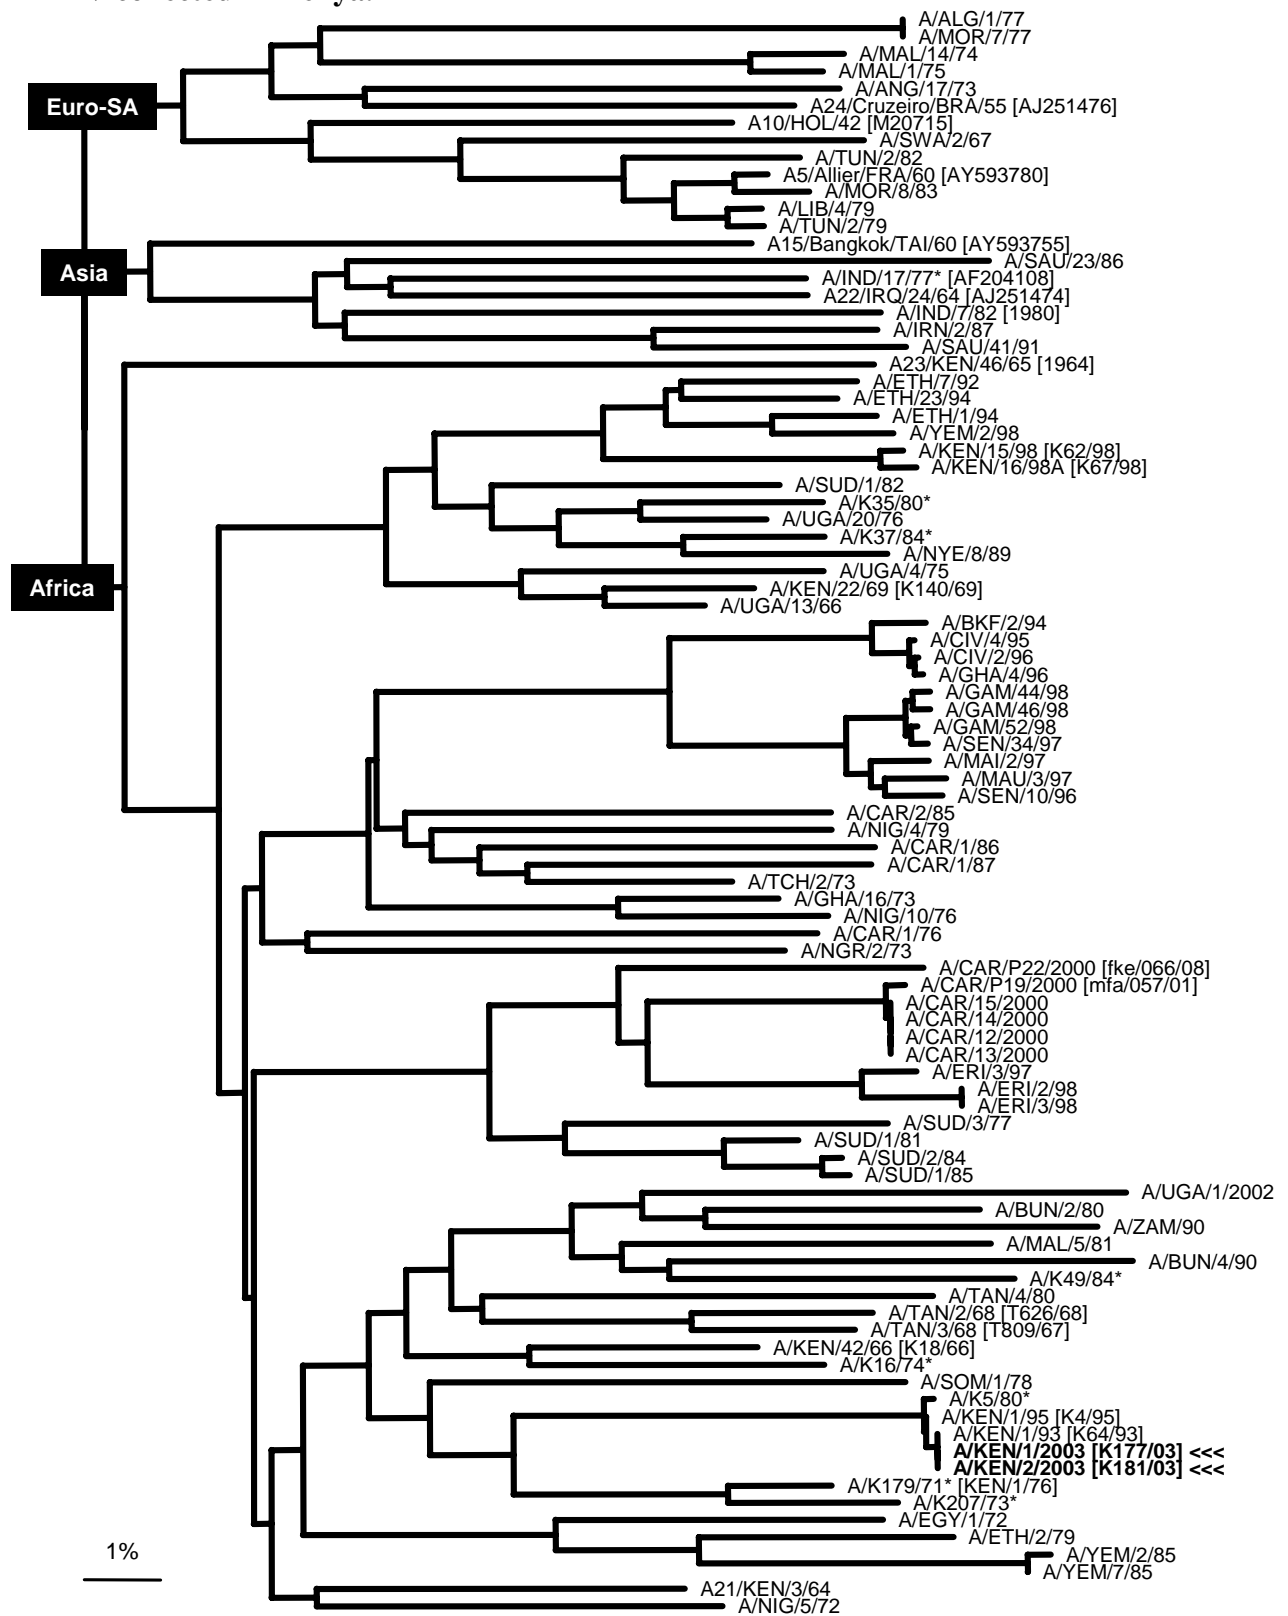 A/ALG/1/77
A/MOR/7/77
A/MAL/14/74
A/MAL/1/75
A/ANG/17/73
Euro-SA
A24/Cruzeiro/BRA/55 [AJ251476]
A10/HOL/42 [M20715]
A/SWA/2/67
A/TUN/2/82
A5/Allier/FRA/60 [AY593780]
A/MOR/8/83
A/LIB/4/79
A/TUN/2/79
A15/Bangkok/TAI/60 [AY593755]
A/SAU/23/86
Asia
A/IND/17/77* [AF204108]
A22/IRQ/24/64 [AJ251474]
A/IND/7/82 [1980]
A/IRN/2/87
A/SAU/41/91
A23/KEN/46/65 [1964]
A/ETH/7/92
A/ETH/23/94
A/ETH/1/94
A/YEM/2/98
A/KEN/15/98 [K62/98]
A/KEN/16/98A [K67/98]
A/SUD/1/82
A/K35/80*
A/UGA/20/76
A/K37/84*
A/NYE/8/89
A/UGA/4/75
Africa
A/KEN/22/69 [K140/69]
A/UGA/13/66
A/BKF/2/94
A/CIV/4/95
A/CIV/2/96
A/GHA/4/96
A/GAM/44/98
A/GAM/46/98
A/GAM/52/98
A/SEN/34/97
A/MAI/2/97
A/MAU/3/97
A/SEN/10/96
A/CAR/2/85
A/NIG/4/79
A/CAR/1/86
A/CAR/1/87
A/TCH/2/73
A/GHA/16/73
A/NIG/10/76
A/CAR/1/76
A/NGR/2/73
A/CAR/P22/2000 [fke/066/08]
A/CAR/P19/2000 [mfa/057/01]
A/CAR/15/2000
A/CAR/14/2000
A/CAR/12/2000
A/CAR/13/2000
A/ERI/3/97
A/ERI/2/98
A/ERI/3/98
A/SUD/3/77
A/SUD/1/81
A/SUD/2/84
A/SUD/1/85
A/UGA/1/2002
A/BUN/2/80
A/ZAM/90
A/MAL/5/81
A/BUN/4/90
A/K49/84*
A/TAN/4/80
A/TAN/2/68 [T626/68]
A/TAN/3/68 [T809/67]
A/KEN/42/66 [K18/66]
A/K16/74*
A/SOM/1/78
A/K5/80*
A/KEN/1/95 [K4/95]
A/KEN/1/93 [K64/93]
A/KEN/1/2003 [K177/03] <<<
A/KEN/2/2003 [K181/03] <<<
A/K179/71* [KEN/1/76]
A/K207/73*
A/EGY/1/72
A/ETH/2/79
1%
A/YEM/2/85
A/YEM/7/85
A21/KEN/3/64
A/NIG/5/72